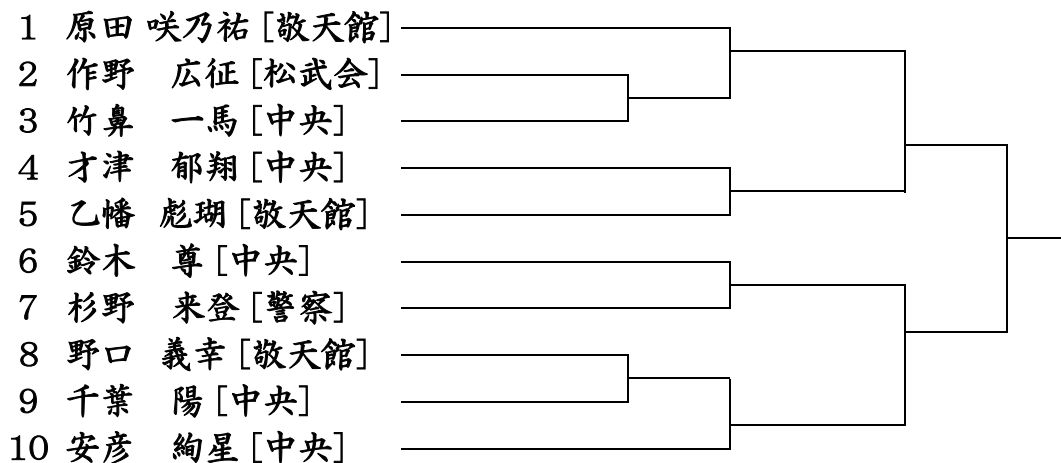 1 原田 咲乃祐 [敬天館]
2 作野 広征 [松武会]
3 竹鼻 一馬 [中央]
4 才津 郁翔 [中央]
5 乙幡 彪瑚 [敬天館]
6 鈴木 尊 [中央]
7 杉野 来登 [警察]
8 野口 義幸 [敬天館]
9 千葉 陽 [中央]
10 安彦 絢星 [中央]